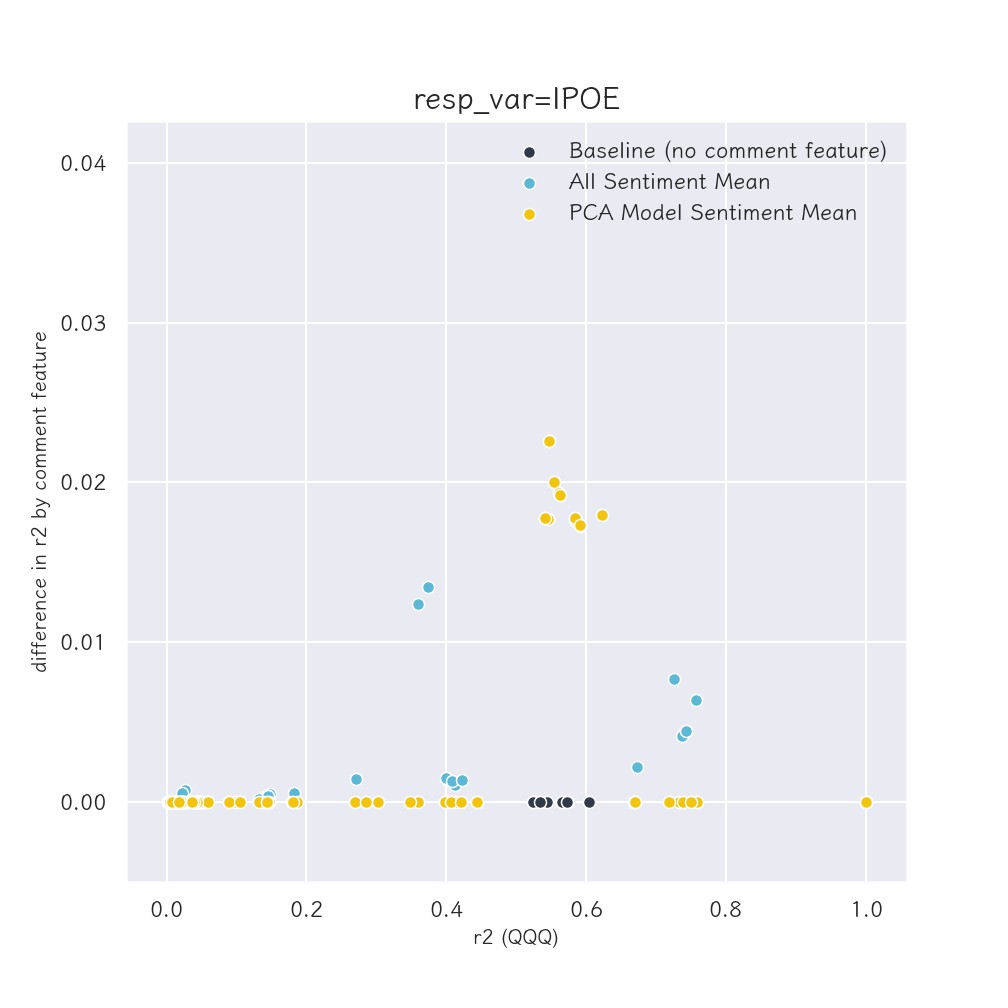 resp_var=IPOE
Baseline (no comment feature)
All Sentiment Mean
PCA Model Sentiment Mean
difference in r2 by comment feature
0.04
0.03
0.02
0.01
0.00
0.0 0.2 0.4 0.6 0.8 1.0
r2 (QQQ)